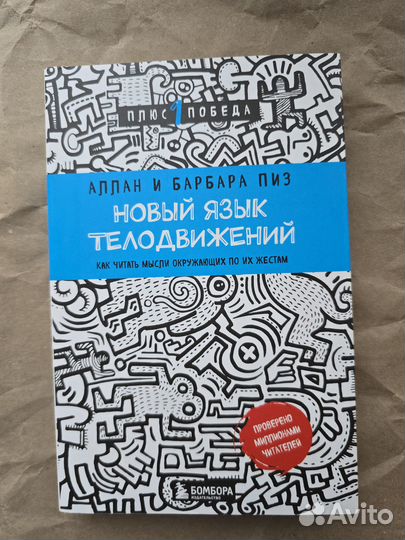 ПЛЮС 1 ПОБЕДА
АЛЛАН И БАРБАРА ПИЗ
НОВЫЙ ЯЗЫК
ТЕЛОДВИЖЕНИЙ
КАК ЧИТАТЬ МЫСЛИ ОКРУЖАЮЩИХ ПО ИХ ЖЕСТАМ
ПРОВЕРЕНО
МИЛЛИОНАМИ
ЧИТАТЕЛЕЙ
БОМБОРА
ИЗДАТЕЛЬСТВО
Avito